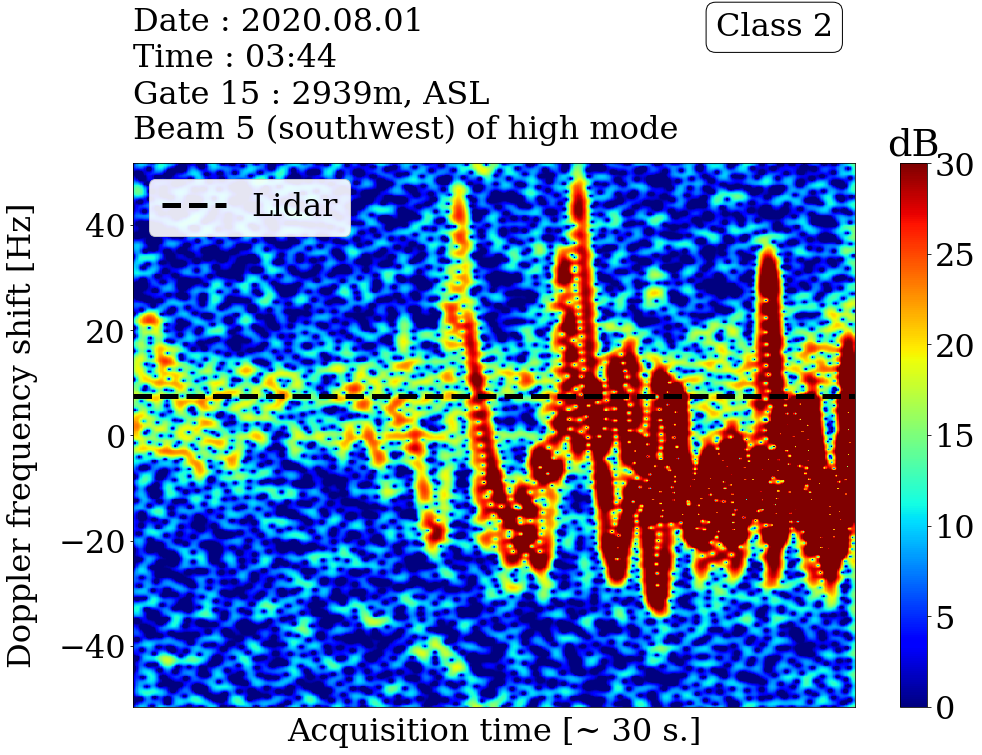 Date : 2020.08.01
Class 2
Time : 03:44
Gate 15 : 2939m, ASL
Beam 5 (southwest) of high mode
dB
Lidar
Doppler frequency shift [Hz]
40
20
0
−20
−40
30
25
20
15
10
5
0
Acquisition time [~ 30 s.]